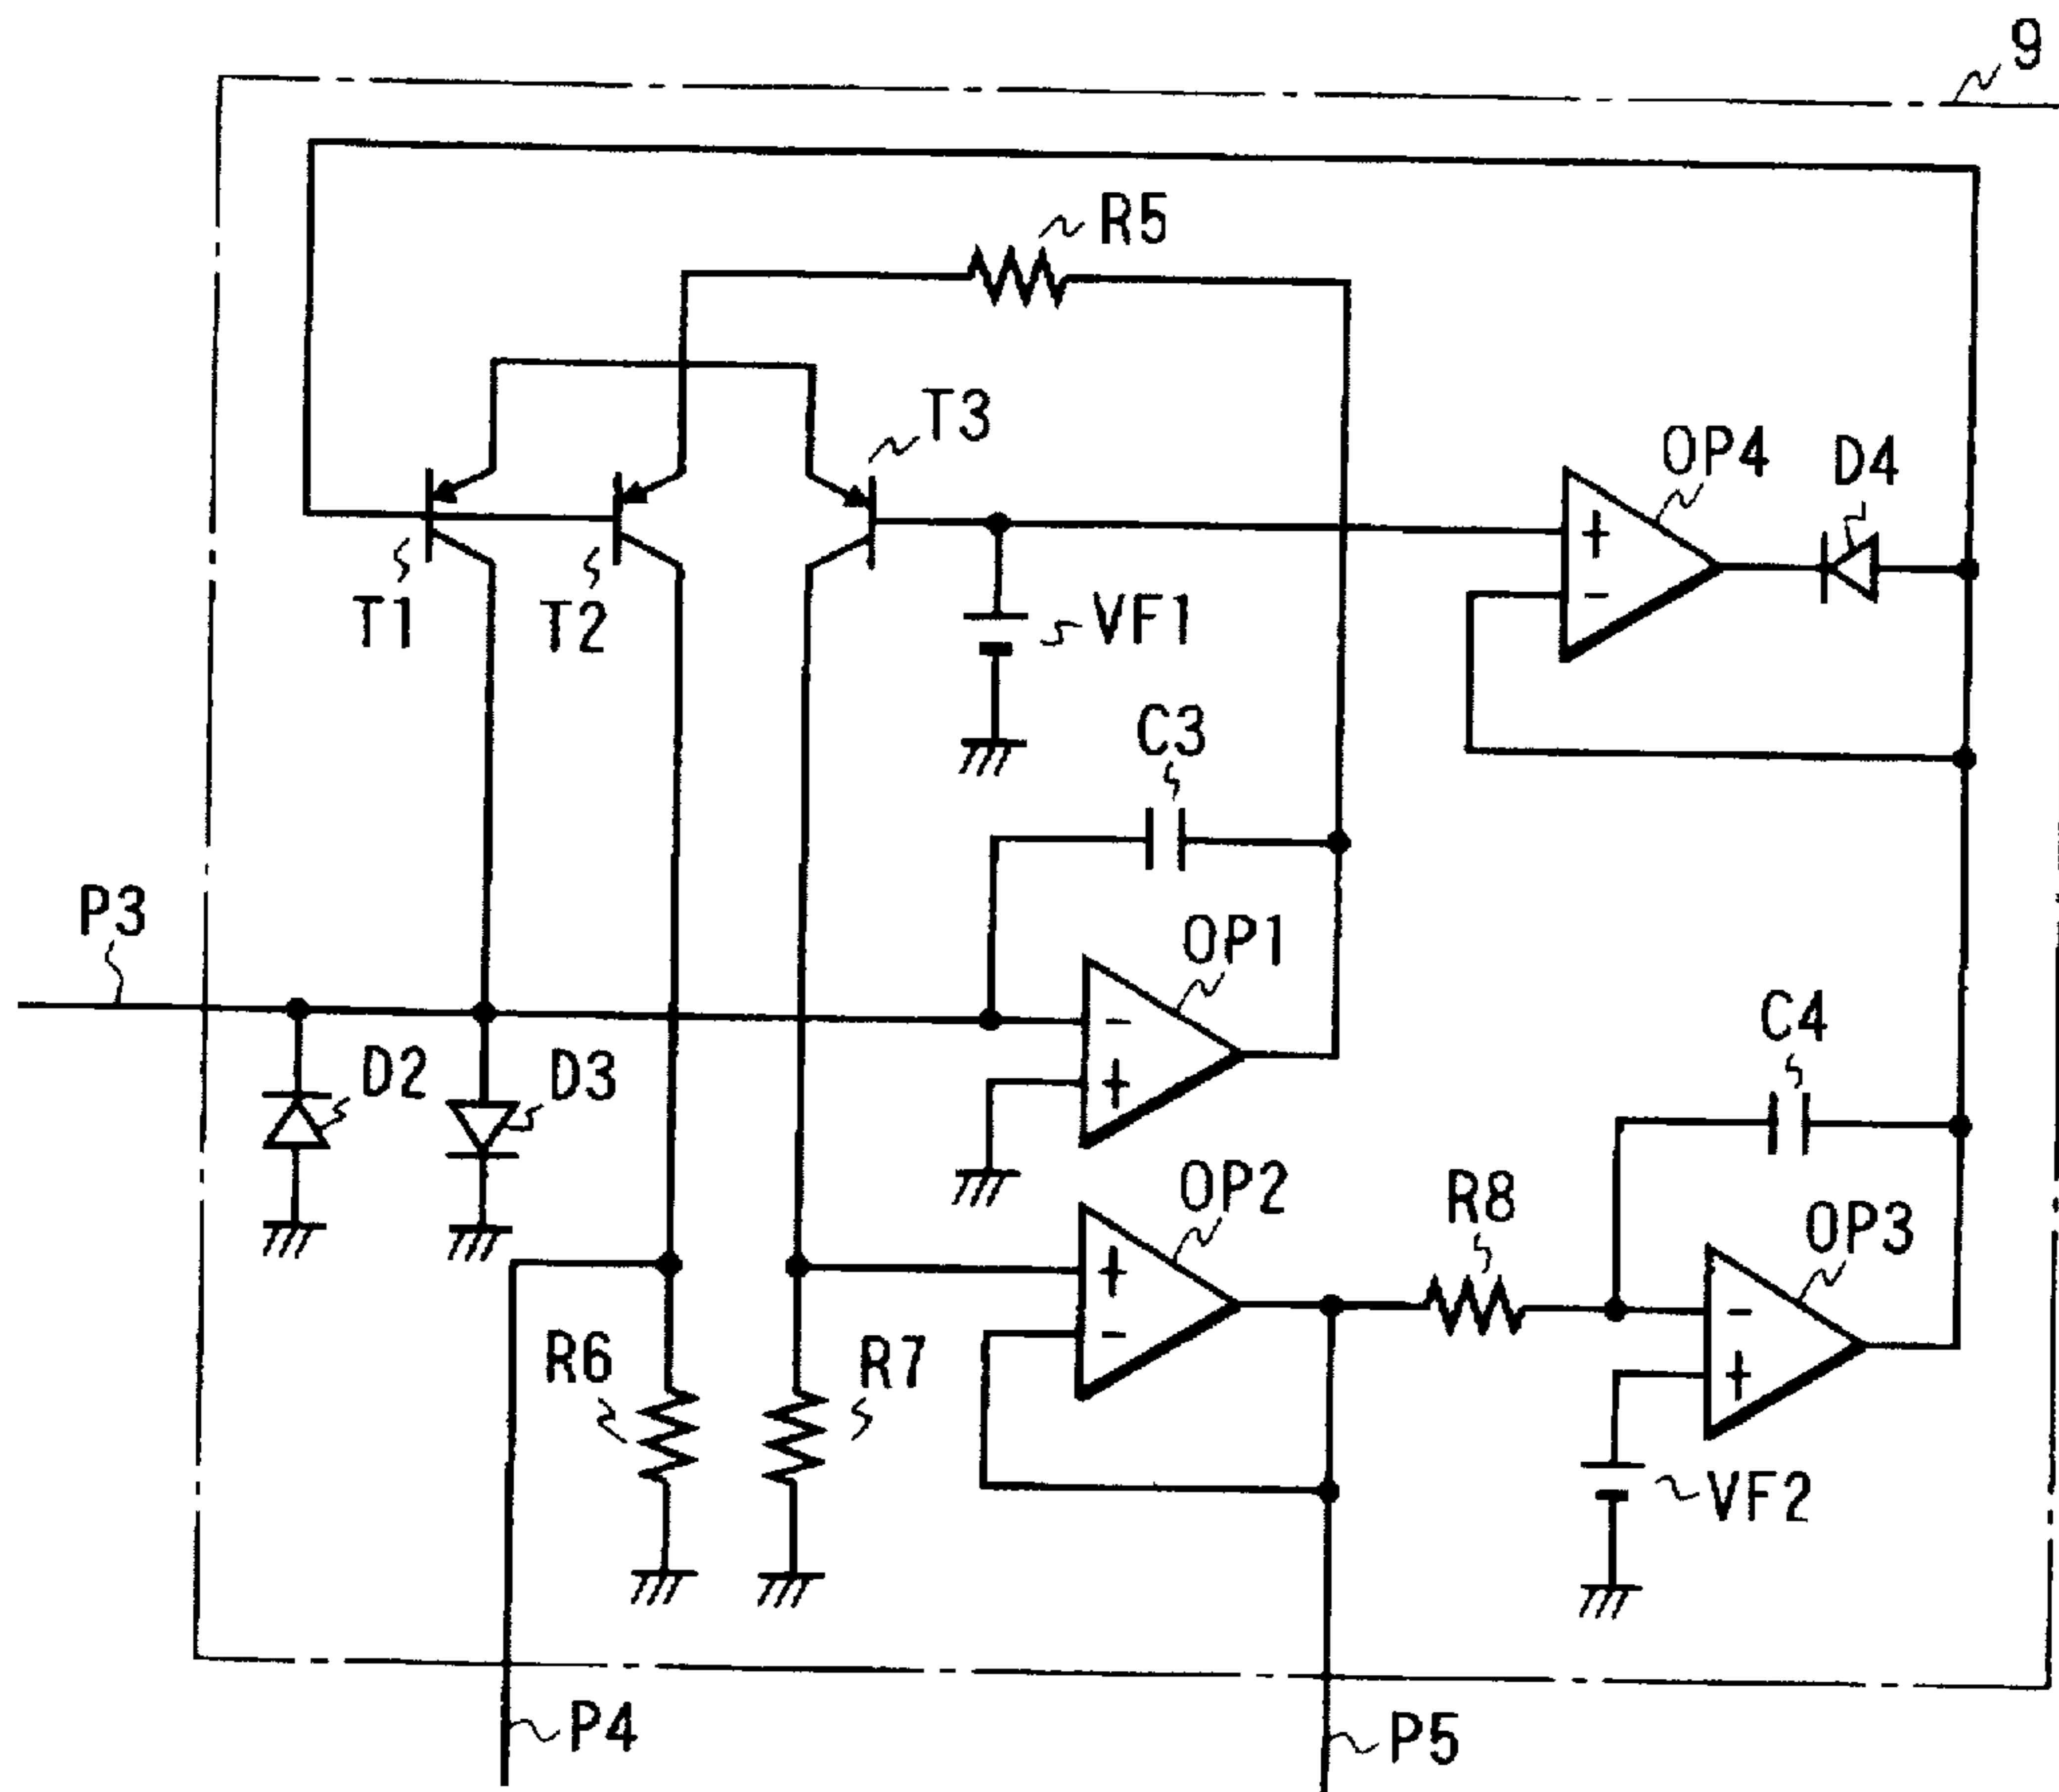 9
R5
T3
OP4
D4
T1
T2
VF1
+
-
C3
P3
OP1
D2
D3
-
+
C4
OP2
R8
OP3
+
-
R6
R7
-
+
VF2
P4
P5